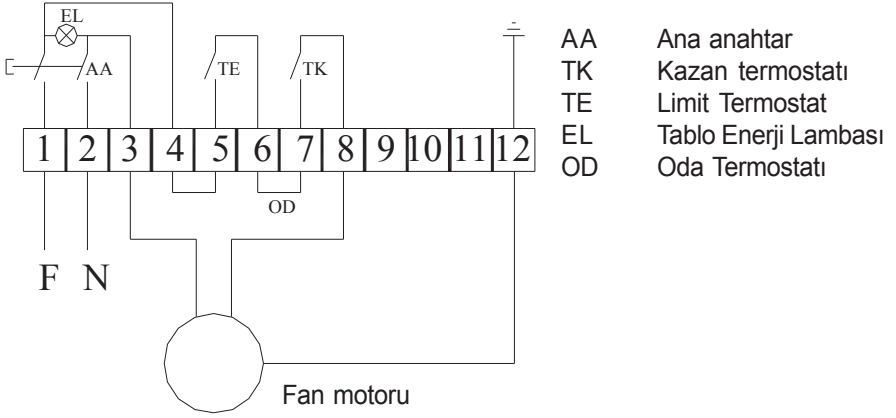 EL
AA
TE
TK
1 2 3 4 5 6 7 8 9 10 11 12
OD
F N
Fan motoru
AA Ana anahtar
TK Kazan termostatı
TE Limit Termostat
EL Tablo Enerji Lambası
OD Oda Termostatı